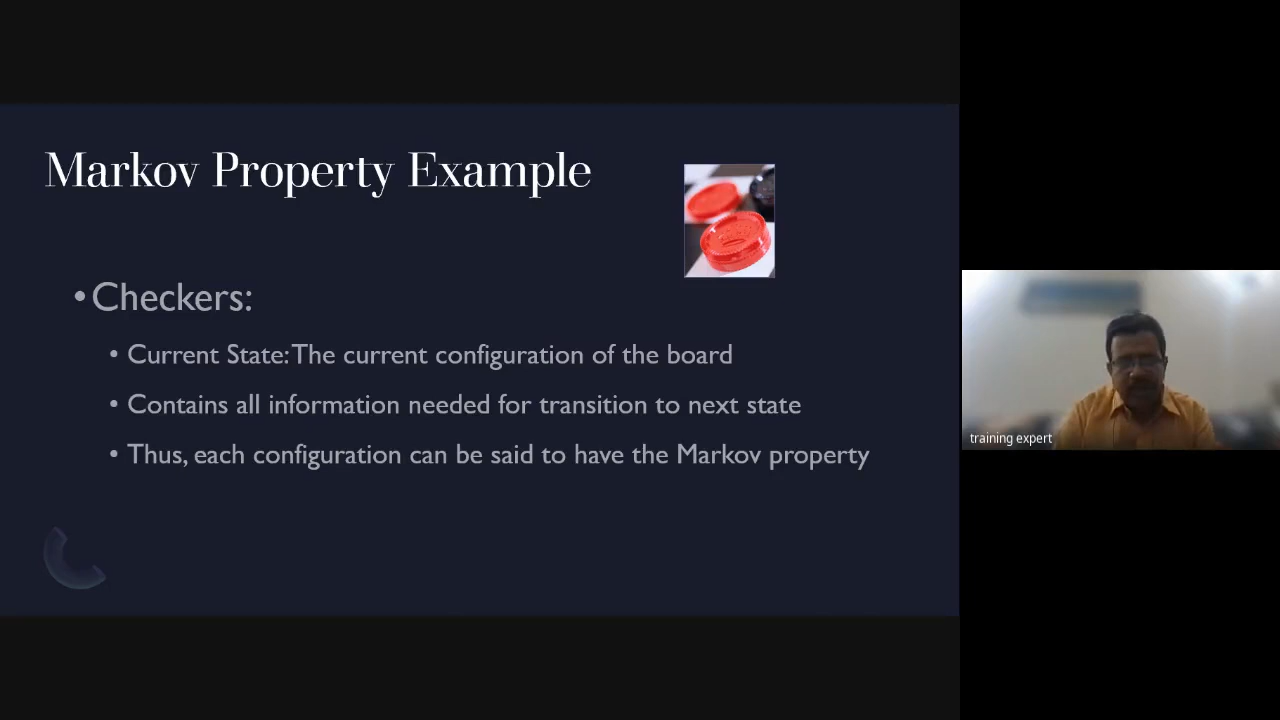 Markov Property Example
•Checkers:
• Current State: The current configuration of the board
• Contains all information needed for transition to next state
• Thus, each configuration can be said to have the Markov property
training expert